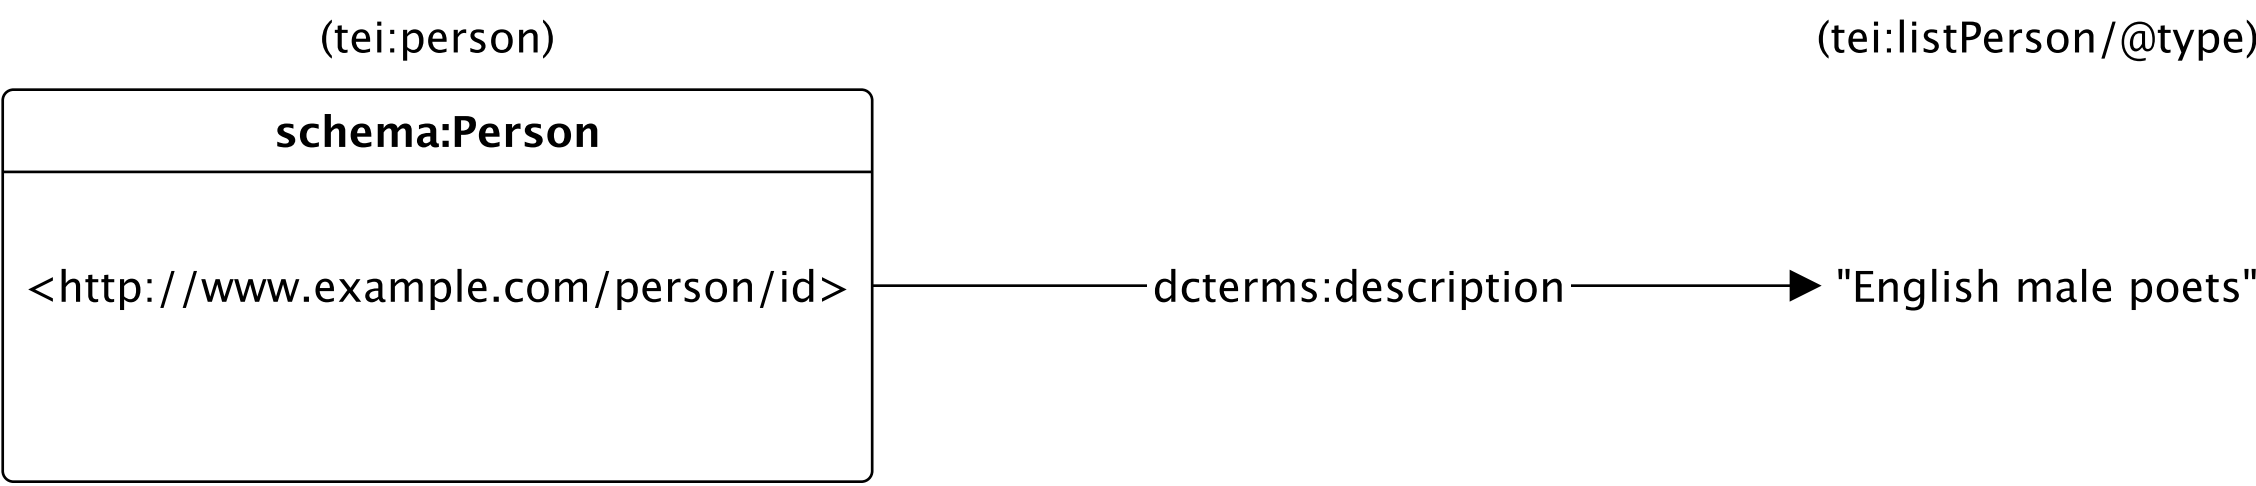 (tei:person)
(tei:listPerson/@type)
schema:Person
<http://www.example.com/person/id>
dcterms:description
"English male poets"